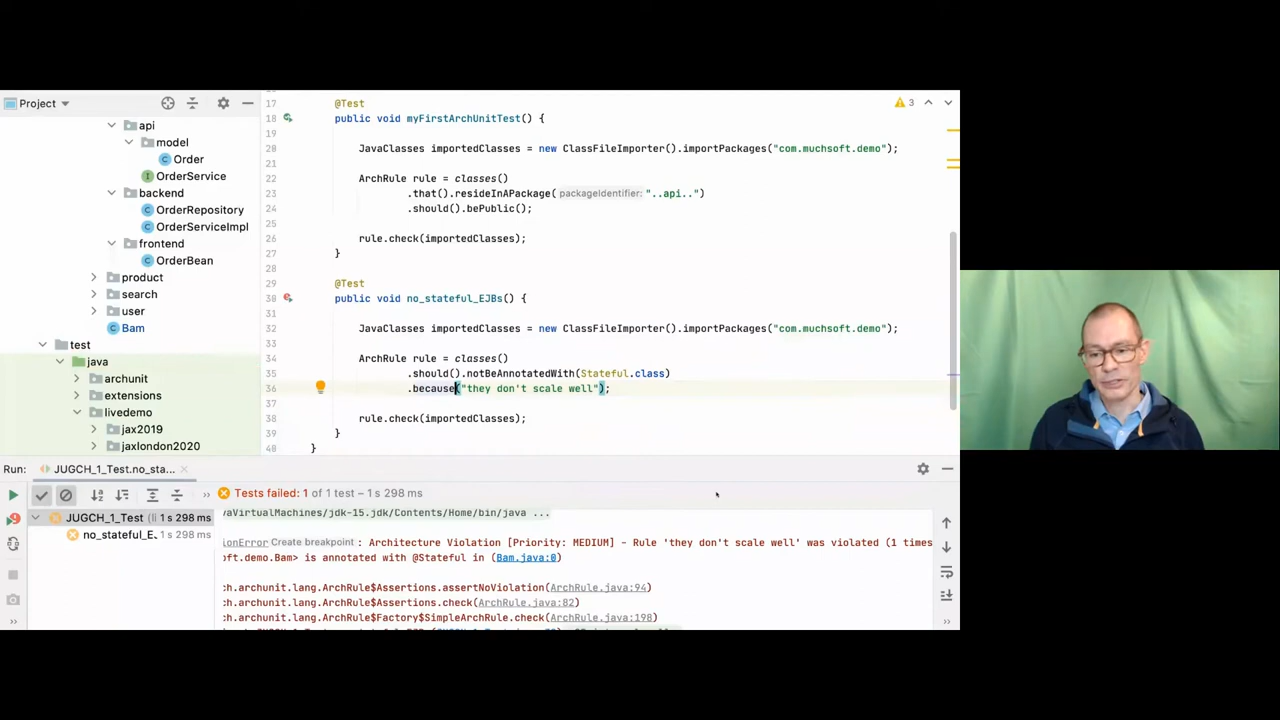 Project
api
model
Order
OrderService
backend
OrderRepository
OrderServiceImpl
frontend
OrderBean
product
search
user
Bam
test
java
archunit
extensions
livedemo
jax2019
jaxlondon2020
3
17 @Test
18 public void myFirstArchUnitTest() {
19
20 JavaClasses importedClasses = new ClassFileImporter().importPackages("com.muchsoft.demo");
21
22 ArchRule rule = classes()
23 .that().resideInAPackage( packageIdentifier: "..api..")
24 .should().bePublic();
25
26 rule.check(importedClasses);
27 }
28
29 @Test
30 public void no_stateful_EJBs() {
31
32 JavaClasses importedClasses = new ClassFileImporter().importPackages("com.muchsoft.demo");
33
34 ArchRule rule = classes()
35 .should().notBeAnnotatedWith(Stateful.class)
36 .because("they don't scale well");
37
38 rule.check(importedClasses);
39 }
40 }
Run: JUGCH_1_Test.no_sta...
Tests failed: 1 of 1 test – 1 s 298 ms
JUGCH_1_Test (li 1 s 298 ms
no_stateful_E. 1 s 298 ms
vaVirtualMachines/jdk-15.jdk/Contents/Home/bin/java ...
ionError Create breakpoint : Architecture Violation [Priority: MEDIUM] - Rule 'they don't scale well' was violated (1 times
oft.demo.Bam> is annotated with @Stateful in (Bam.java:0)
ch.archunit.lang.ArchRule$Assertions.assertNoViolation(ArchRule.java:94)
ch.archunit.lang.ArchRule$Assertions.check(ArchRule.java:82)
ch.archunit.lang.ArchRule$Factory$SimpleArchRule.check(ArchRule.java:198)